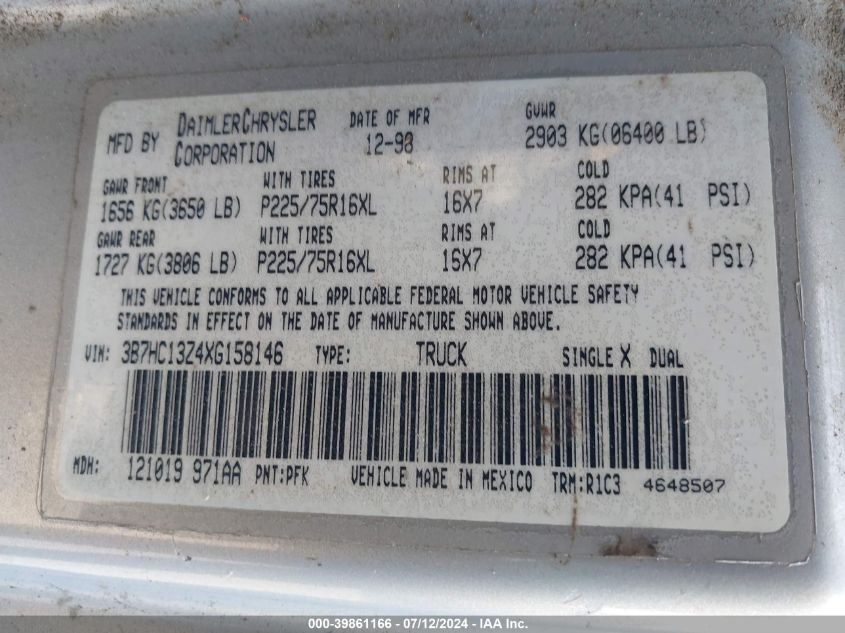 MFD BY DAIMLERCHRYSLER CORPORATION DATE OF MFR 12-98 GVWR 2903 KG(06400 LB)
GAWR FRONT WITH TIRES RIMS AT COLD
1656 KG(3650 LB) P225/75R16XL 16X7 282 KPA(41 PSI)
GAWR REAR WITH TIRES RIMS AT COLD
1727 KG(3806 LB) P225/75R16XL 16X7 282 KPA(41 PSI)
THIS VEHICLE CONFORMS TO ALL APPLICABLE FEDERAL MOTOR VEHICLE SAFETY
STANDARDS IN EFFECT ON THE DATE OF MANUFACTURE SHOWN ABOVE.
VIN: 3B7HC13Z4XG158146 TYPE: TRUCK SINGLE X DUAL
MDH: 121019 971AA PNT:PFK VEHICLE MADE IN MEXICO TRM:R1C3 4648507
000-39861166 - 07/12/2024 - IAA Inc.